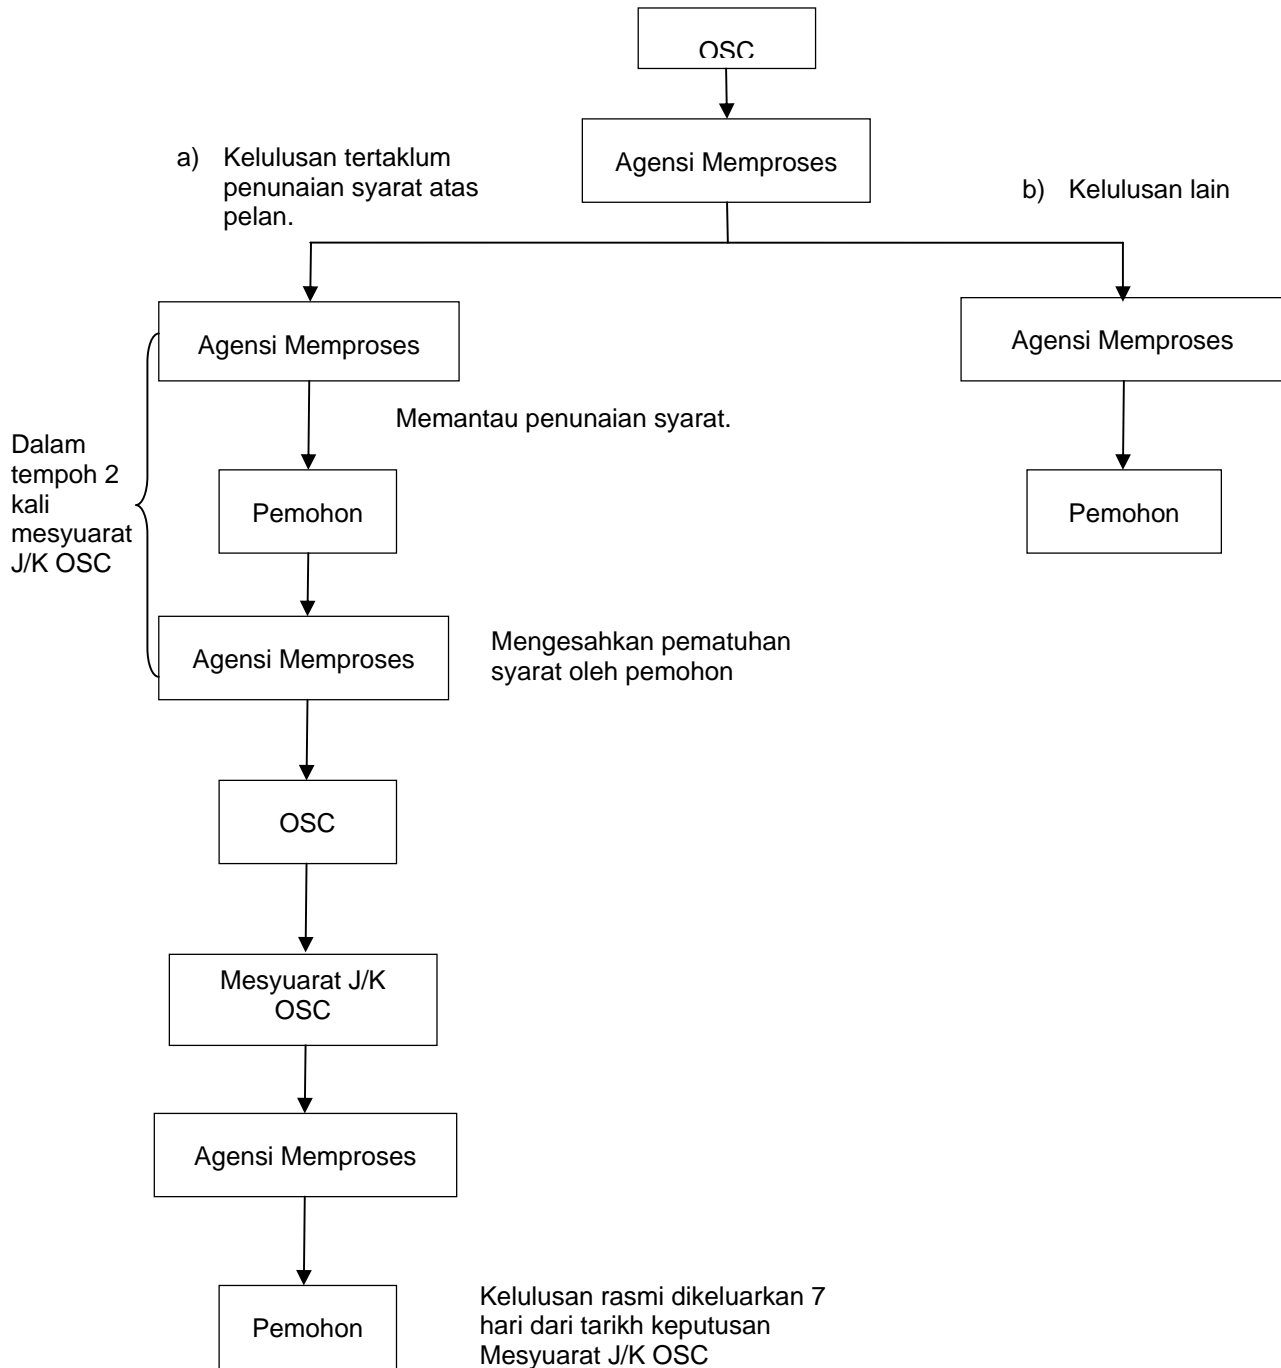 OSC
Agensi Memproses
a) Kelulusan tertaklum
penunaian syarat atas
pelan.
b) Kelulusan lain
Agensi Memproses
Agensi Memproses
Memantau penunaian syarat.
Dalam
tempoh 2
kali
mesyuarat
J/K OSC
Pemohon
Pemohon
Agensi Memproses
Mengesahkan pematuhan
syarat oleh pemohon
OSC
Mesyuarat J/K
OSC
Agensi Memproses
Pemohon
Kelulusan rasmi dikeluarkan 7
hari dari tarikh keputusan
Mesyuarat J/K OSC